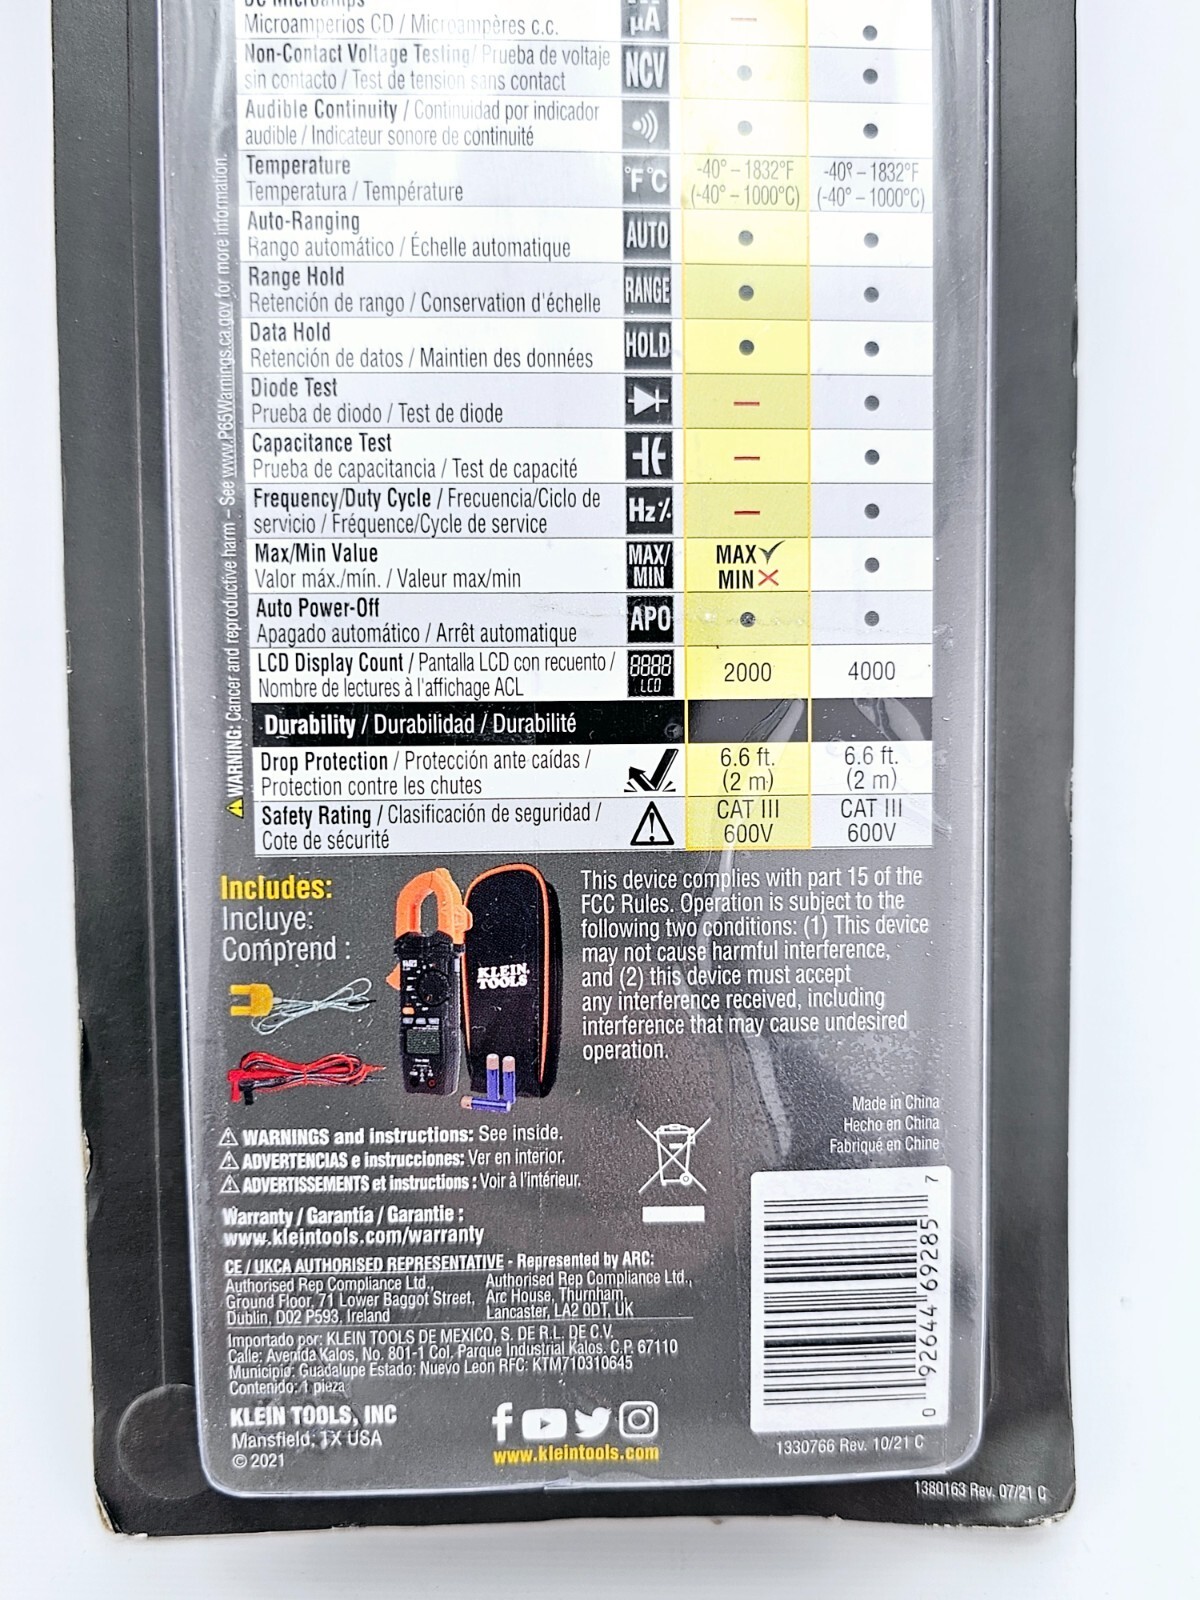 Microamperios CD / Microampères c.c.
µA
—
●
Non-Contact Voltage Testing / Prueba de voltaje
sin contacto / Test de tension sans contact
NCV
●
●
Audible Continuity / Continuidad por indicador
audible / Indicateur sonore de continuité
●
●
Temperature
Temperatura / Température
°F °C
-40° – 1832°F
(-40° – 1000°C)
-40° – 1832°F
(-40° – 1000°C)
Auto-Ranging
Rango automático / Échelle automatique
AUTO
●
●
Range Hold
Retención de rango / Conservation d'échelle
RANGE
●
●
Data Hold
Retención de datos / Maintien des données
HOLD
●
●
Diode Test
Prueba de diodo / Test de diode
—
●
Capacitance Test
Prueba de capacitancia / Test de capacité
—
●
Frequency/Duty Cycle / Frecuencia/Ciclo de
servicio / Fréquence/Cycle de service
Hz%
—
●
Max/Min Value
Valor máx./mín. / Valeur max/min
MAX/
MIN
MAX✓
MIN✕
●
Auto Power-Off
Apagado automático / Arrêt automatique
APO
●
●
LCD Display Count / Pantalla LCD con recuento /
Nombre de lectures à l'affichage ACL
8888
LCD
2000
4000
Durability / Durabilidad / Durabilité
Drop Protection / Protección ante caídas /
Protection contre les chutes
6.6 ft.
(2 m)
6.6 ft.
(2 m)
Safety Rating / Clasificación de seguridad /
Cote de sécurité
CAT III
600V
CAT III
600V
⚠WARNING: Cancer and reproductive harm – See www.P65Warnings.ca.gov for more information.
Includes:
Incluye:
Comprend :
KLEIN
TOOLS
This device complies with part 15 of the
FCC Rules. Operation is subject to the
following two conditions: (1) This device
may not cause harmful interference,
and (2) this device must accept
any interference received, including
interference that may cause undesired
operation.
Made in China
Hecho en China
Fabriqué en Chine
⚠ WARNINGS and instructions: See inside.
⚠ ADVERTENCIAS e instrucciones: Ver en interior.
⚠ ADVERTISSEMENTS et instructions : Voir à l'intérieur.
Warranty / Garantía / Garantie :
www.kleintools.com/warranty
CE / UKCA AUTHORISED REPRESENTATIVE - Represented by ARC:
Authorised Rep Compliance Ltd.,
Ground Floor, 71 Lower Baggot Street,
Dublin, D02 P593, Ireland
Authorised Rep Compliance Ltd.,
Arc House, Thurnham,
Lancaster, LA2 0DT, UK
Importado por: KLEIN TOOLS DE MEXICO, S. DE R.L. DE C.V.
Calle: Avenida Kalos, No. 801-1 Col. Parque Industrial Kalos. C.P. 67110
Municipio: Guadalupe Estado: Nuevo León RFC: KTM710310645
Contenido: 1 pieza
KLEIN TOOLS, INC
Mansfield, TX USA
© 2021
www.kleintools.com
0 92644 69285 7
1330766 Rev. 10/21 C
1380163 Rev. 07/21 C